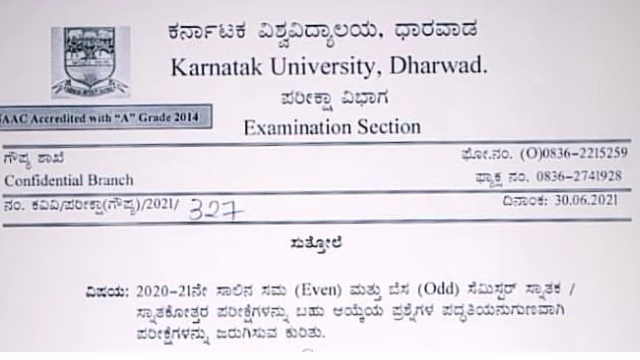 ಕರ್ನಾಟಕ ವಿಶ್ವವಿದ್ಯಾಲಯ, ಧಾರವಾಡ
Karnatak University, Dharwad.
ಪರೀಕ್ಷಾ ವಿಭಾಗ
AAC Accredited with "A" Grade 2014
Examination Section
ಗೌಪ್ಯ ಶಾಖೆ
ಫೋ.ನಂ. (O)0836-2215259
Confidential Branch
ಫ್ಯಾಕ್ಸ ನಂ. 0836-2741928
ನಂ. ಕವಿವಿ/ಪರೀಕ್ಷಾ(ಗೌಪ್ಯ)/2021/ 327
ದಿನಾಂಕ: 30.06.2021
ಸುತ್ತೋಲೆ
ವಿಷಯ: 2020-21ನೇ ಸಾಲಿನ ಸಮ (Even) ಮತ್ತು ಬೆಸ (Odd) ಸೆಮಿಸ್ಟರ್ ಸ್ನಾತಕ /
ಸ್ನಾತಕೋತ್ತರ ಪರೀಕ್ಷೆಗಳನ್ನು ಬಹು ಆಯ್ಕೆಯ ಪ್ರಶ್ನೆಗಳ ಪದ್ಧತಿಯನುಗುಣವಾಗಿ
ಪರೀಕ್ಷೆಗಳನ್ನು ಜರುಗಿಸುವ ಕುರಿತು.